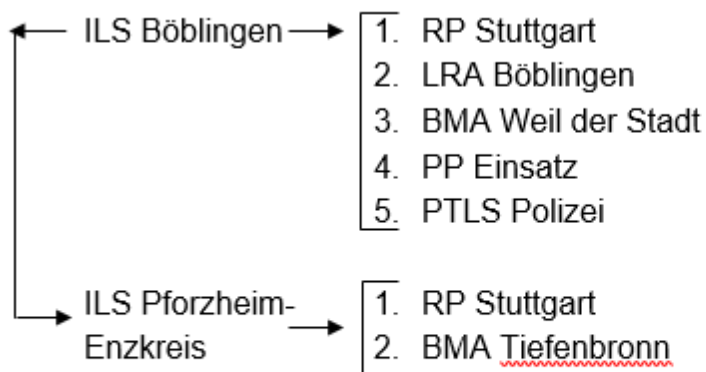 ILS Böblingen
1. RP Stuttgart
2. LRA Böblingen
3. BMA Weil der Stadt
4. PP Einsatz
5. PTLS Polizei
ILS Pforzheim-
Enzkreis
1. RP Stuttgart
2. BMA Tiefenbronn